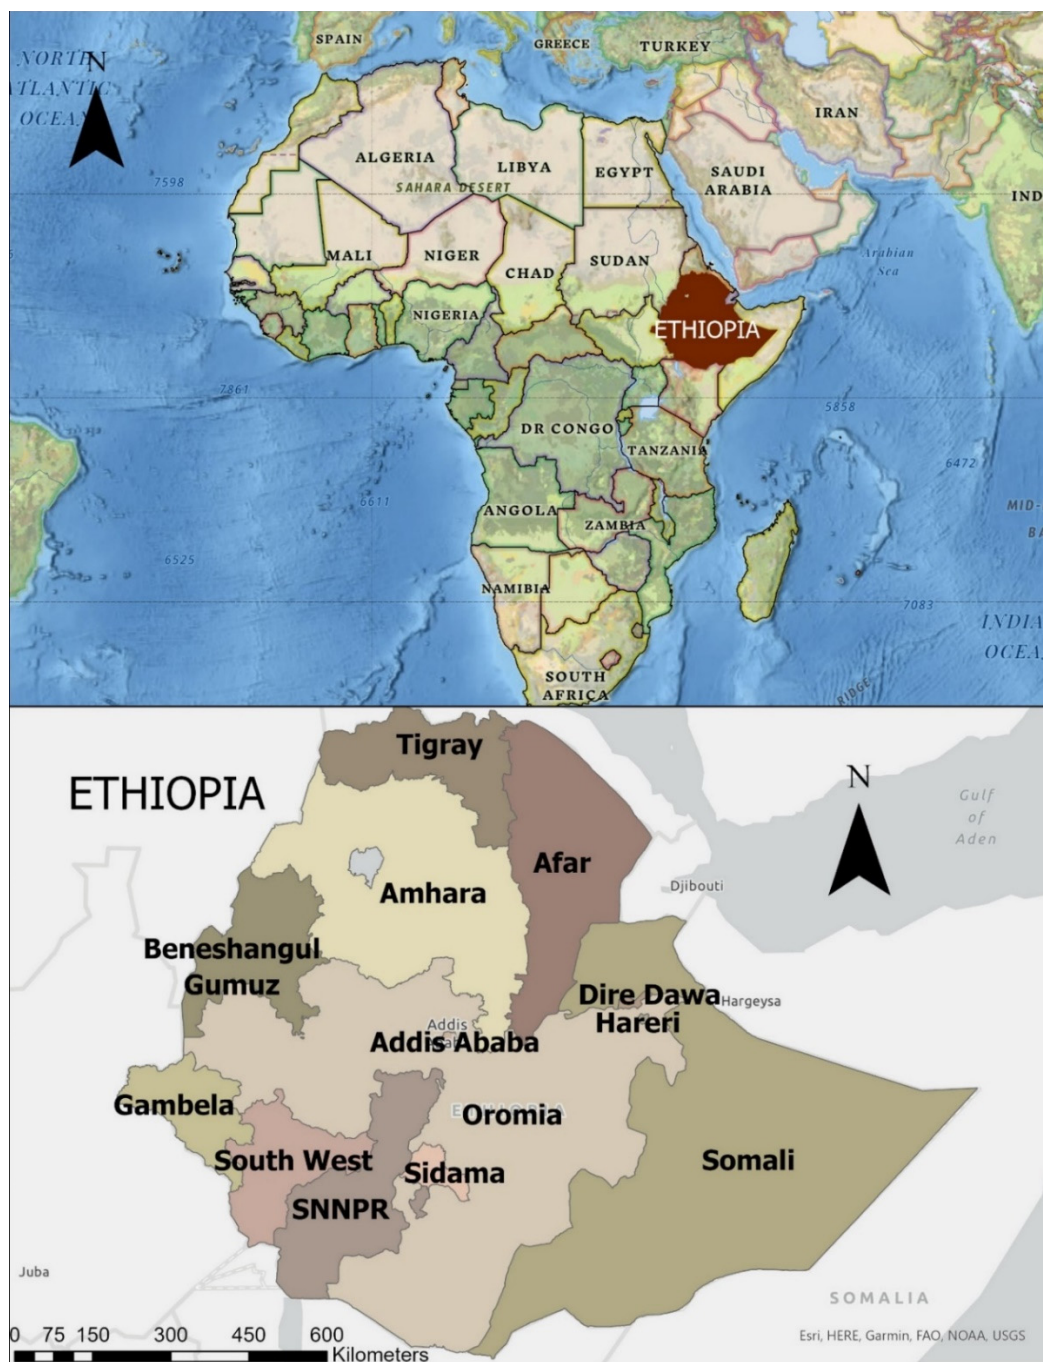 SPAIN
GREECE
TURKEY
NORTH
ATLANTIC
OCEAN
N
IRAN
ALGERIA
LIBYA
EGYPT
SAUDI
ARABIA
7598
SAHARA DESERT
IND
MALI
NIGER
CHAD
SUDAN
Arabian
Sea
NIGERIA
ETHIOPIA
7861
5858
DR CONGO
TANZANIA
6472
6611
ANGOLA
ZAMBIA
MID-
BA
6525
NAMIBIA
7083
INDIA
OCEA
SOUTH
AFRICA
RIDGE
ETHIOPIA
Tigray
N
Gulf
of
Aden
Afar
Djibouti
Amhara
Beneshangul
Gumuz
Dire Dawa
Hargeysa
Hareri
Addis
Addis Ababa
Gambela
ETHIOPIA
Oromia
South West
Sidama
Somali
SNNPR
Juba
SOMALIA
0 75 150 300 450 600
Kilometers
Esri, HERE, Garmin, FAO, NOAA, USGS